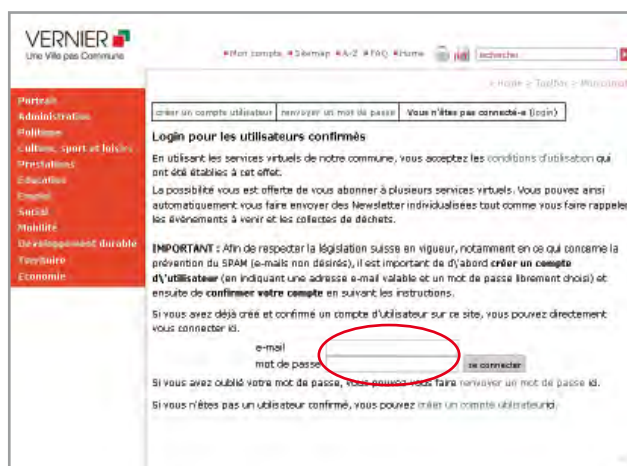 VERNIER
Une Ville pas Commune
Mon compte Sitemap A-Z FAQ Home rechercher
> Home > Toolbar > Moncompte
Portrait
Administration
Politique
Culture, sport et loisirs
Prestations
Education
Emploi
Social
Mobilité
Développement durable
Territoire
Economie
créer un compte utilisateur renvoyer un mot de passe Vous n'êtes pas connecté-e (login)
Login pour les utilisateurs confirmés
En utilisant les services virtuels de notre commune, vous acceptez les conditions d'utilisation qui
ont été établies à cet effet.
La possibilité vous est offerte de vous abonner à plusieurs services virtuels. Vous pouvez ainsi
automatiquement vous faire envoyer des Newsletter individualisées tout comme vous faire rappeler
les évènements à venir et les collectes de déchets.
IMPORTANT : Afin de respecter la législation suisse en vigueur, notamment en ce qui concerne la
prévention du SPAM (e-mails non désirés), il est important de d\'abord créer un compte
d\'utilisateur (en indiquant une adresse e-mail valable et un mot de passe librement choisi) et
ensuite de confirmer votre compte en suivant les instructions.
Si vous avez déjà créé et confirmé un compte d'utilisateur sur ce site, vous pouvez directement
vous connecter ici.
e-mail
mot de passe se connecter
Si vous avez oublié votre mot de passe, vous pouvez vous faire renvoyer un mot de passe ici.
Si vous n'êtes pas un utilisateur confirmé, vous pouvez créer un compte utilisateur ici.